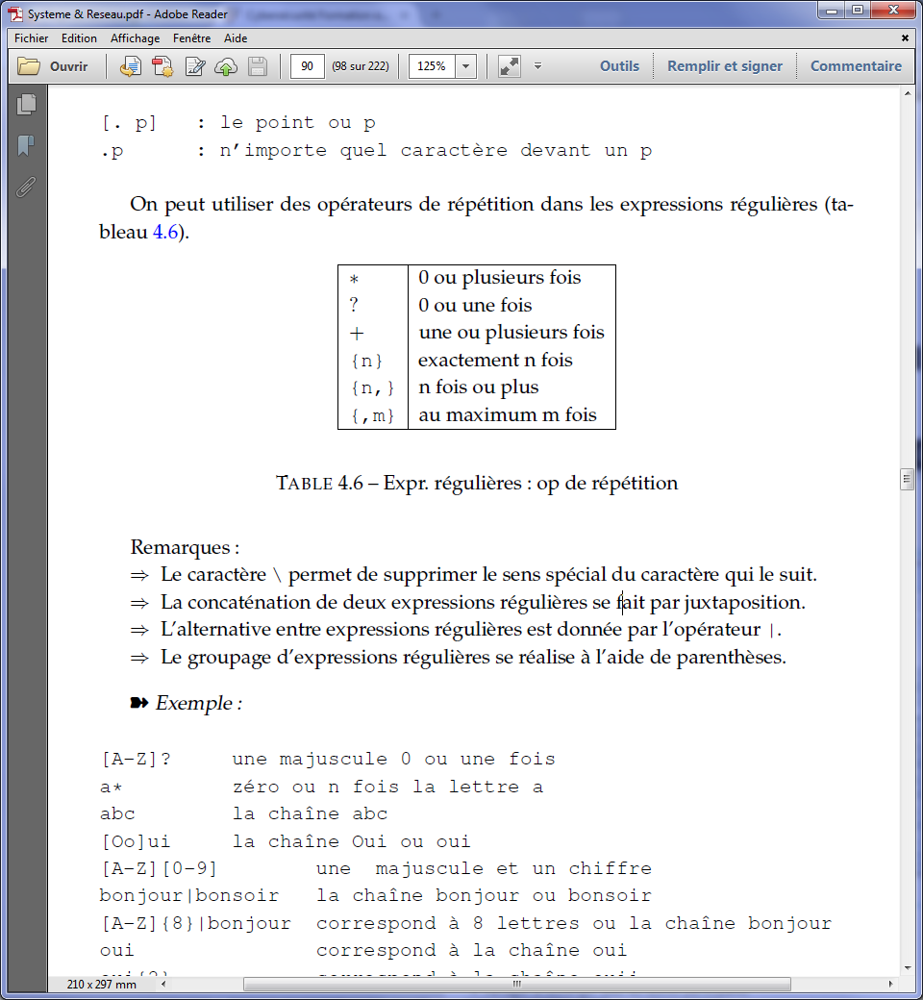 Systeme & Reseau.pdf - Adobe Reader
Fichier Edition Affichage Fenêtre Aide
Ouvrir 90 (98 sur 222) 125% Outils Remplir et signer Commentaire
[. p] : le point ou p
.p : n’importe quel caractère devant un p
On peut utiliser des opérateurs de répétition dans les expressions régulières (ta-
bleau 4.6).
* 0 ou plusieurs fois
? 0 ou une fois
+ une ou plusieurs fois
{n} exactement n fois
{n,} n fois ou plus
{,m} au maximum m fois
TABLE 4.6 – Expr. régulières : op de répétition
Remarques :
⇒ Le caractère \ permet de supprimer le sens spécial du caractère qui le suit.
⇒ La concaténation de deux expressions régulières se fait par juxtaposition.
⇒ L’alternative entre expressions régulières est donnée par l’opérateur |.
⇒ Le groupage d’expressions régulières se réalise à l’aide de parenthèses.
Exemple :
[A-Z]? une majuscule 0 ou une fois
a* zéro ou n fois la lettre a
abc la chaîne abc
[Oo]ui la chaîne Oui ou oui
[A-Z][0-9] une majuscule et un chiffre
bonjour|bonsoir la chaîne bonjour ou bonsoir
[A-Z]{8}|bonjour correspond à 8 lettres ou la chaîne bonjour
oui correspond à la chaîne oui
210 x 297 mm